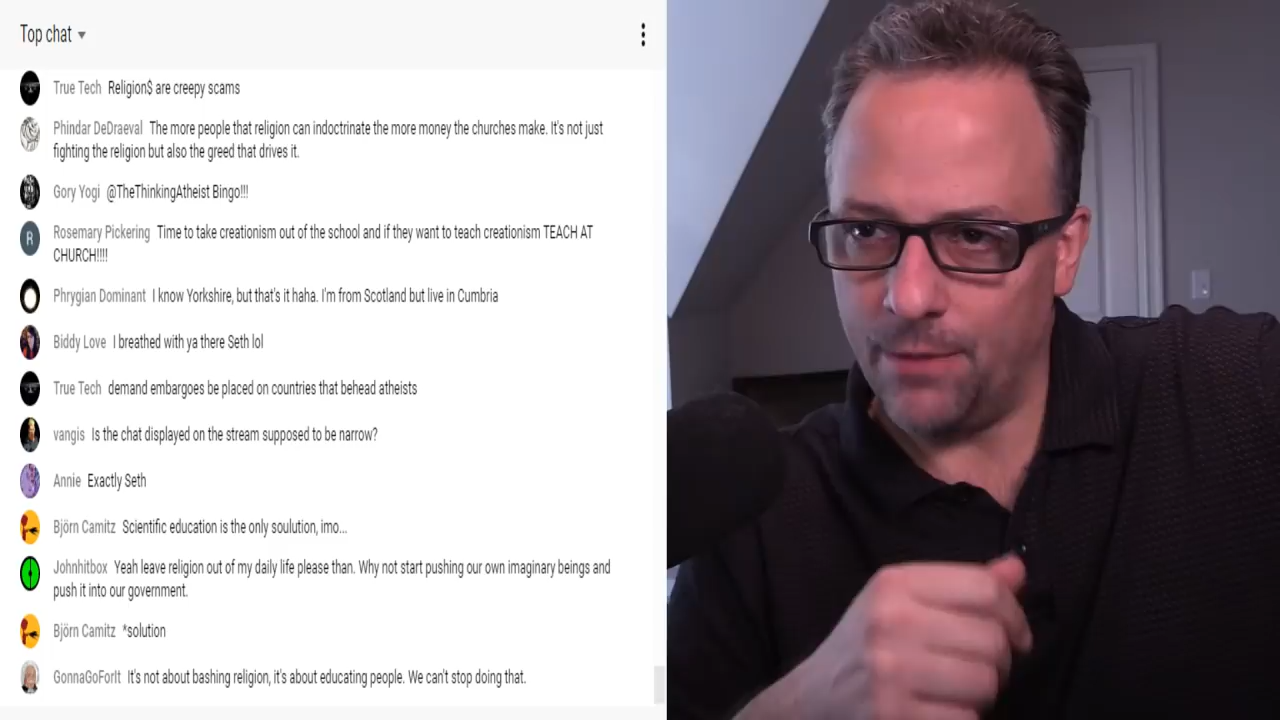 Top chat
True Tech Religion$ are creepy scams
Phindar DeDraeval The more people that religion can indoctrinate the more money the churches make. It's not just
fighting the religion but also the greed that drives it.
Gory Yogi @TheThinkingAtheist Bingo!!!
R
Rosemary Pickering Time to take creationism out of the school and if they want to teach creationism TEACH AT
CHURCH!!!!
Phrygian Dominant I know Yorkshire, but that's it haha. I'm from Scotland but live in Cumbria
Biddy Love I breathed with ya there Seth lol
True Tech demand embargoes be placed on countries that behead atheists
vangis Is the chat displayed on the stream supposed to be narrow?
Annie Exactly Seth
Björn Camitz Scientific education is the only soulution, imo...
Johnhitbox Yeah leave religion out of my daily life please than. Why not start pushing our own imaginary beings and
push it into our government.
Björn Camitz *solution
GonnaGoForIt It's not about bashing religion, it's about educating people. We can't stop doing that.